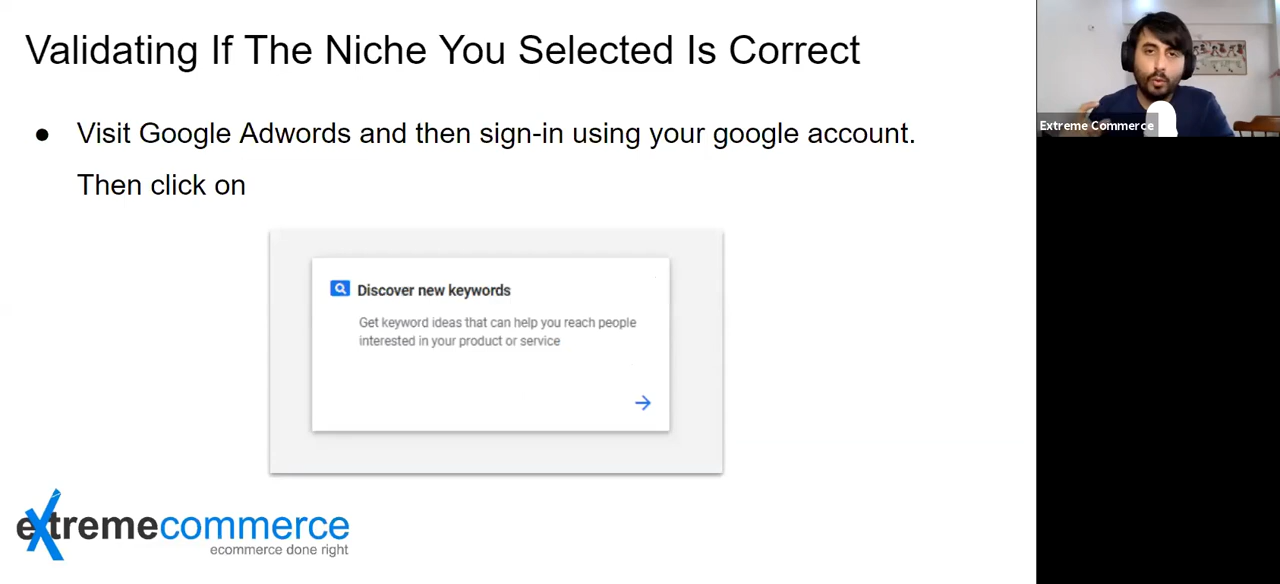 Validating If The Niche You Selected Is Correct
● Visit Google Adwords and then sign-in using your google account.
Then click on
Discover new keywords
Get keyword ideas that can help you reach people
interested in your product or service
extremecommerce
ecommerce done right
Extreme Commerce